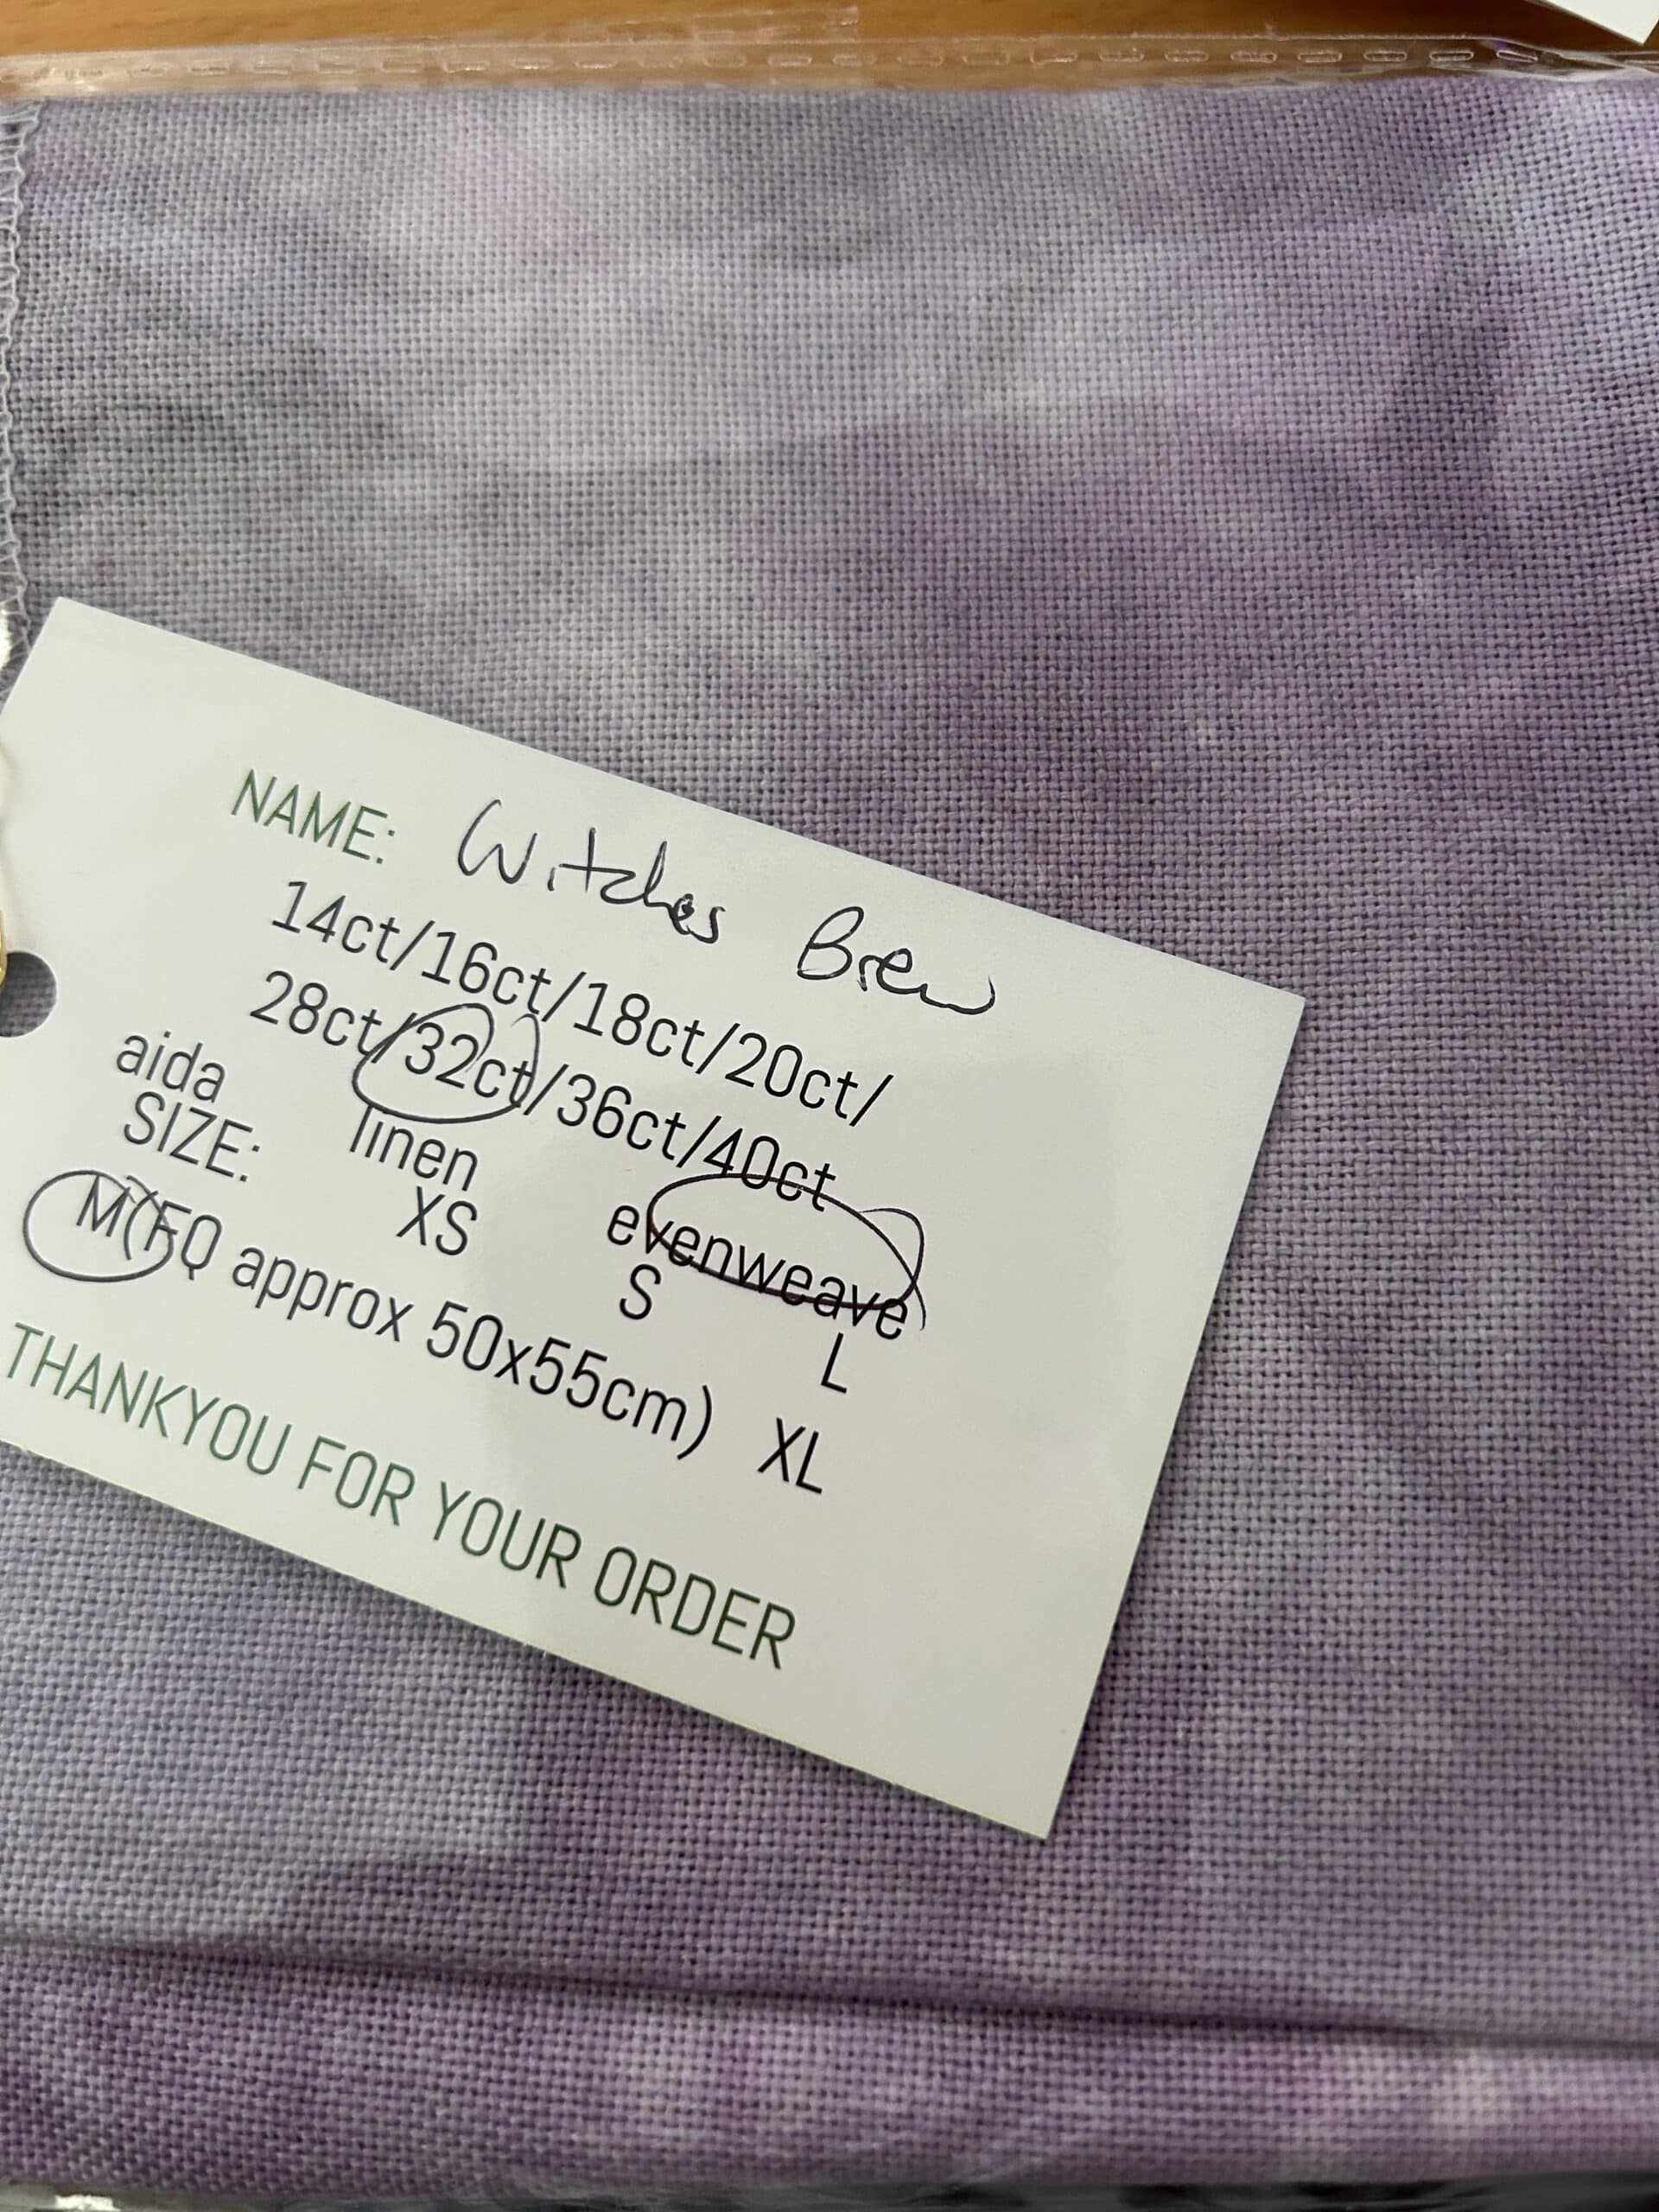 NAME: Witches Brew
14ct/16ct/18ct/20ct/
28ct/32ct/36ct/40ct
aida linen evenweave
SIZE: XS S L
M(FQ approx 50x55cm) XL
THANKYOU FOR YOUR ORDER